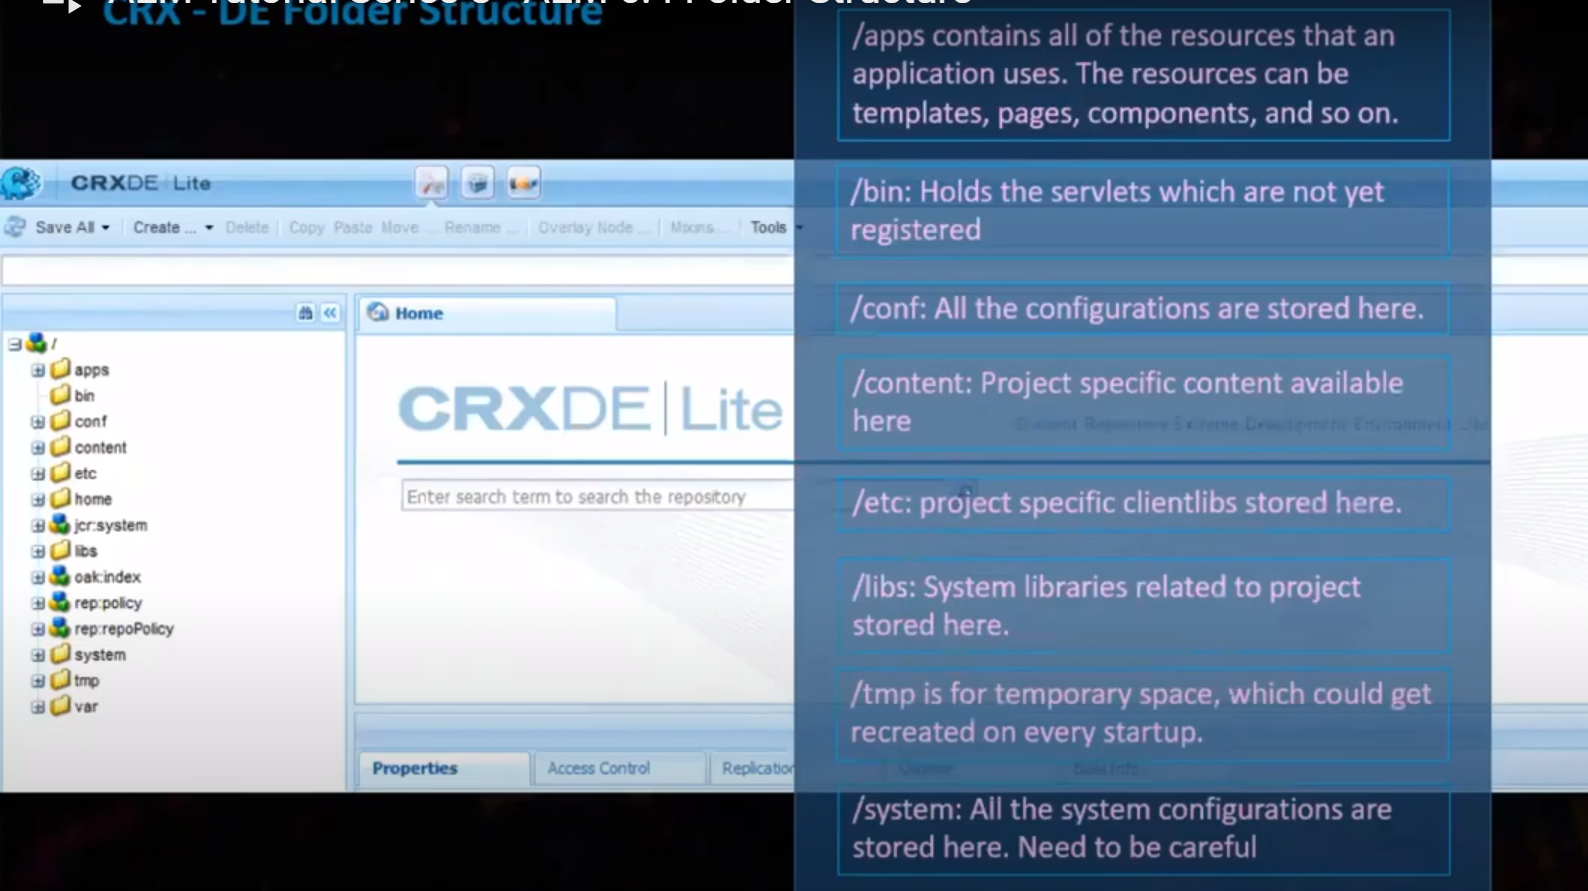 CRX - DE Folder Structure
/apps contains all of the resources that an
application uses. The resources can be
templates, pages, components, and so on.
CRXDE Lite
/bin: Holds the servlets which are not yet
registered
Save All Create ... Delete Copy Paste Move ... Rename ... Overlay Node ... Mixins... Tools
/conf: All the configurations are stored here.
Home
/
apps
bin
conf
content
etc
home
jcr:system
libs
oak:index
rep:policy
rep:repoPolicy
system
tmp
var
CRXDE Lite
Enter search term to search the repository
/content: Project specific content available
here
/etc: project specific clientlibs stored here.
/libs: System libraries related to project
stored here.
/tmp is for temporary space, which could get
recreated on every startup.
Properties Access Control Replication
/system: All the system configurations are
stored here. Need to be careful